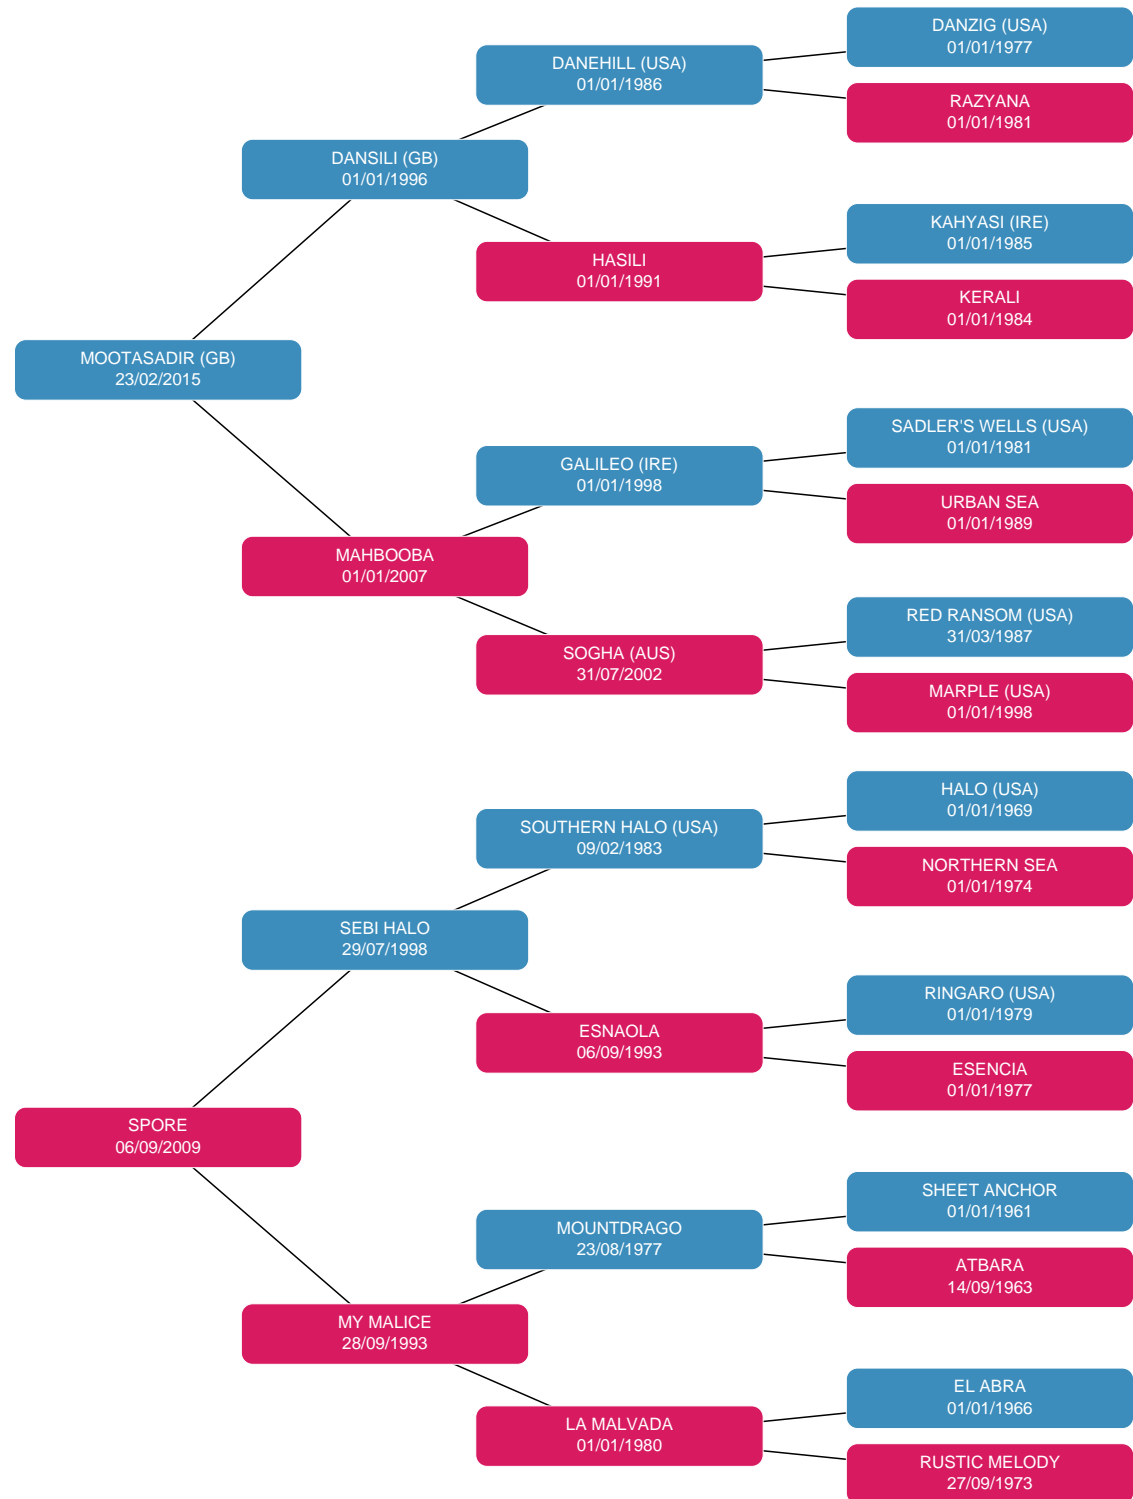 DANZIG (USA)
01/01/1977
DANEHILL (USA)
01/01/1986
RAZYANA
01/01/1981
DANSILI (GB)
01/01/1996
KAHYASI (IRE)
01/01/1985
HASILI
01/01/1991
KERALI
01/01/1984
MOOTASADIR (GB)
23/02/2015
SADLER'S WELLS (USA)
01/01/1981
GALILEO (IRE)
01/01/1998
URBAN SEA
01/01/1989
MAHBOOBA
01/01/2007
RED RANSOM (USA)
31/03/1987
SOGHA (AUS)
31/07/2002
MARPLE (USA)
01/01/1998
HALO (USA)
01/01/1969
SOUTHERN HALO (USA)
09/02/1983
NORTHERN SEA
01/01/1974
SEBI HALO
29/07/1998
RINGARO (USA)
01/01/1979
ESNAOLA
06/09/1993
ESENCIA
01/01/1977
SPORE
06/09/2009
SHEET ANCHOR
01/01/1961
MOUNTDRAGO
23/08/1977
ATBARA
14/09/1963
MY MALICE
28/09/1993
EL ABRA
01/01/1966
LA MALVADA
01/01/1980
RUSTIC MELODY
27/09/1973